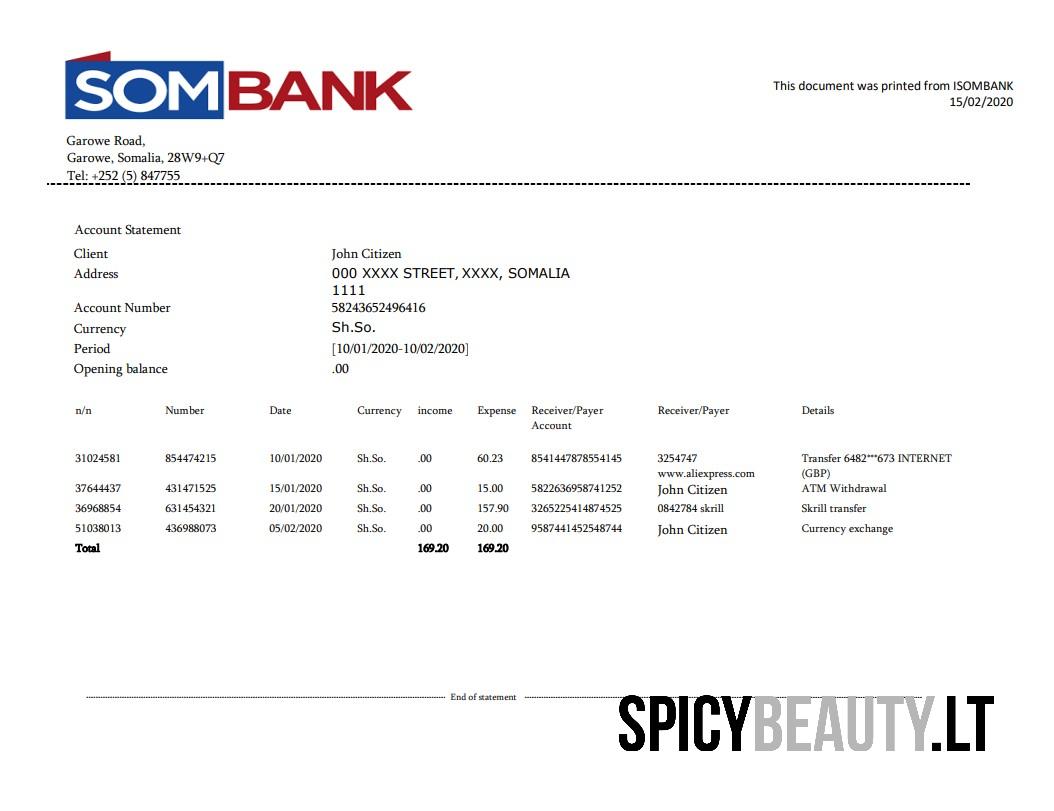 SOMBANK
This document was printed from ISOMBANK
15/02/2020
Garowe Road,
Garowe, Somalia, 28W9+Q7
Tel: +252 (5) 847755
Account Statement
Client John Citizen
Address 000 XXXX STREET, XXXX, SOMALIA
1111
Account Number 58243652496416
Currency Sh.So.
Period [10/01/2020-10/02/2020]
Opening balance .00
n/n Number Date Currency income Expense Receiver/Payer Receiver/Payer Details
Account
31024581 854474215 10/01/2020 Sh.So. .00 60.23 8541447878554145 3254747 Transfer 6482***673 INTERNET
www.aliexpress.com (GBP)
37644437 431471525 15/01/2020 Sh.So. .00 15.00 5822636958741252 John Citizen ATM Withdrawal
36968854 631454321 20/01/2020 Sh.So. .00 157.90 3265225414874525 0842784 skrill Skrill transfer
51038013 436988073 05/02/2020 Sh.So. .00 20.00 9587441452548744 John Citizen Currency exchange
Total 169.20 169.20
End of statement
SPICYBEAUTY.LT